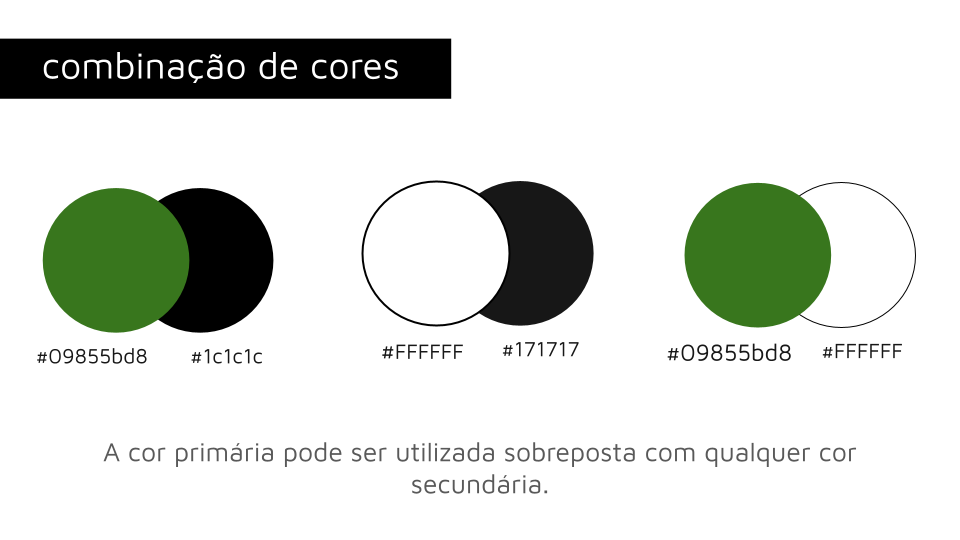 combinação de cores
#09855bd8
#1c1c1c
#FFFFFF
#171717
#09855bd8
#FFFFFF
A cor primária pode ser utilizada sobreposta com qualquer cor
secundária.